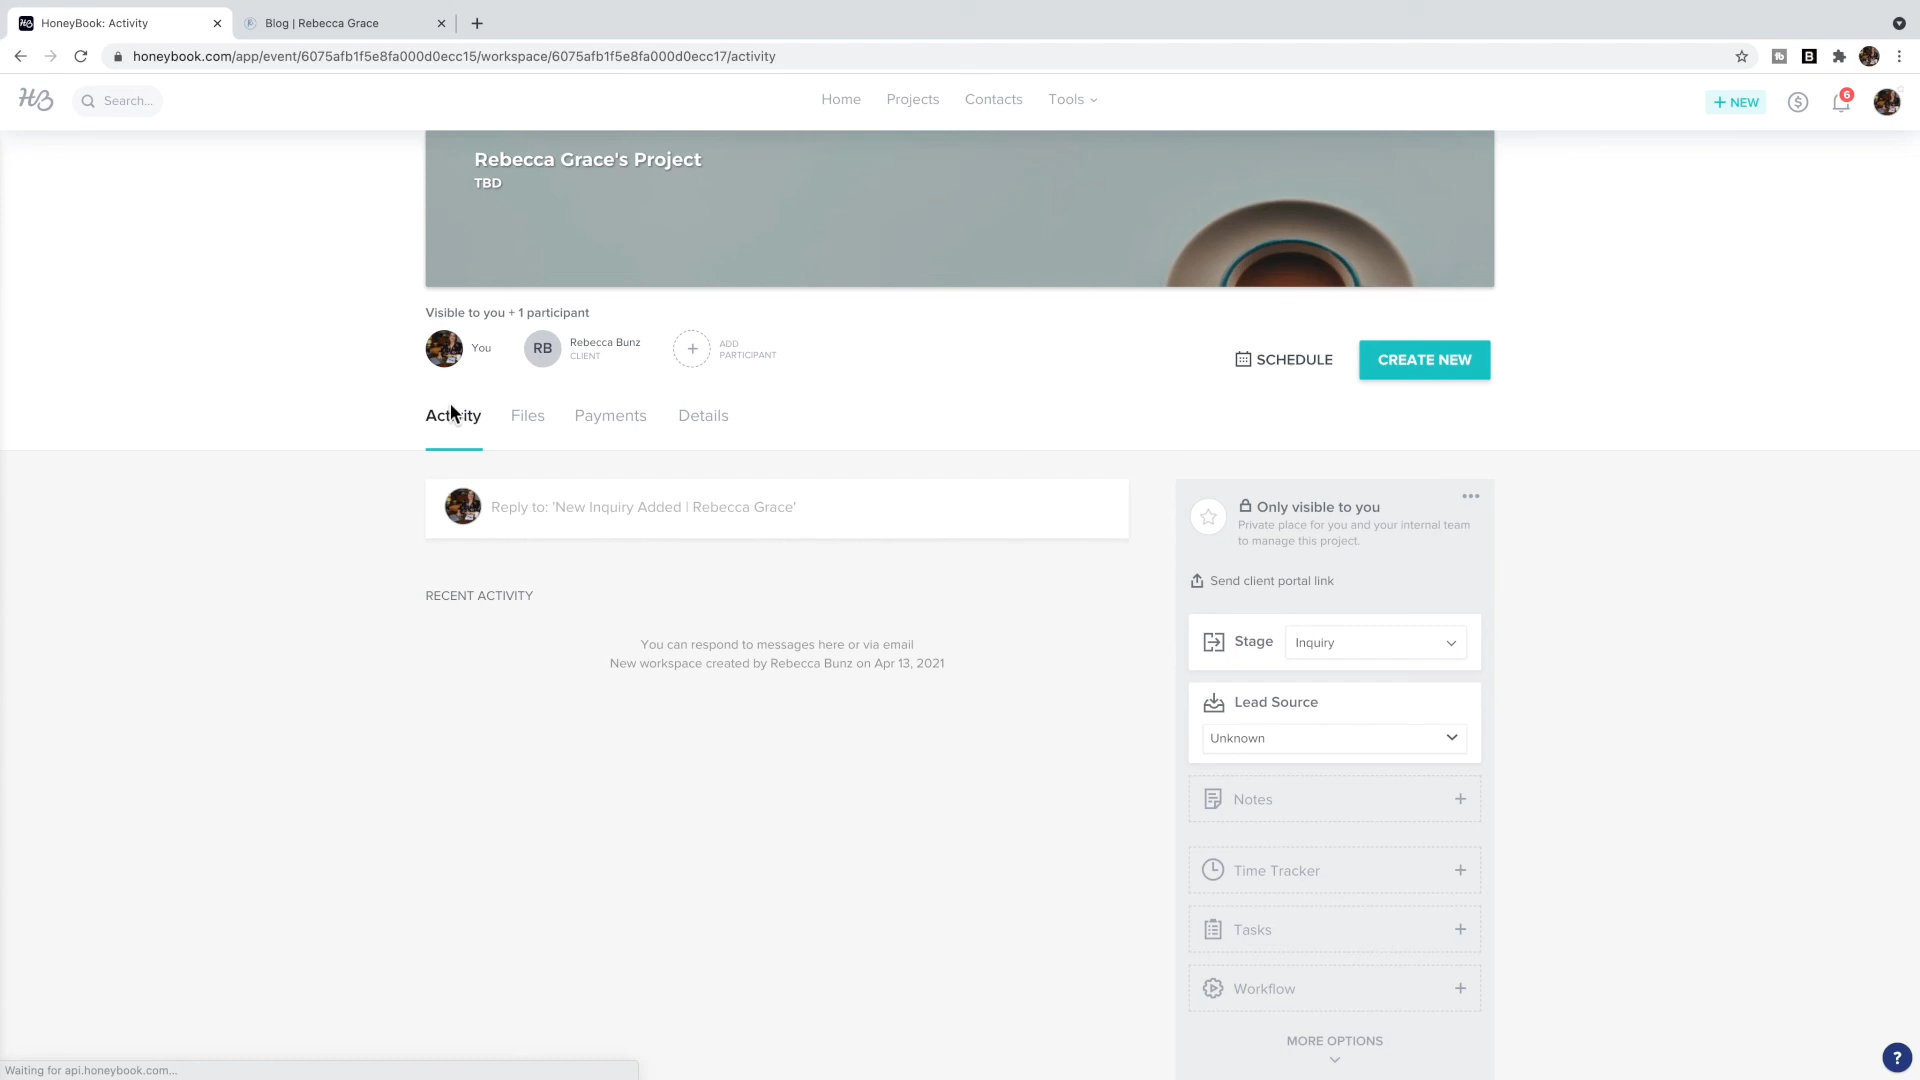 HoneyBook: Activity
Blog | Rebecca Grace
honeybook.com/app/event/6075afb1f5e8fa000d0ecc15/workspace/6075afb1f5e8fa000d0ecc17/activity
HB
Search...
Home
Projects
Contacts
Tools
+ NEW
6
Rebecca Grace's Project
TBD
Visible to you + 1 participant
You
RB
Rebecca Bunz
CLIENT
ADD
PARTICIPANT
SCHEDULE
CREATE NEW
Activity
Files
Payments
Details
Reply to: 'New Inquiry Added | Rebecca Grace'
RECENT ACTIVITY
You can respond to messages here or via email
New workspace created by Rebecca Bunz on Apr 13, 2021
Only visible to you
Private place for you and your internal team
to manage this project.
Send client portal link
Stage
Inquiry
Lead Source
Unknown
Notes
Time Tracker
Tasks
Workflow
MORE OPTIONS
?
Waiting for api.honeybook.com...